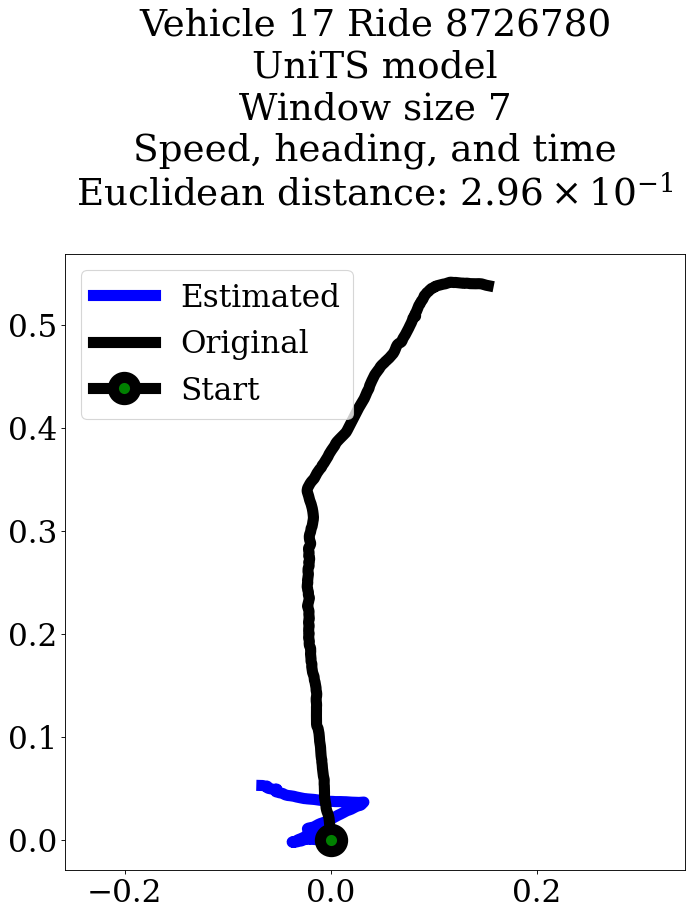 Vehicle 17 Ride 8726780
UniTS model
Window size 7
Speed, heading, and time
Euclidean distance: 2.96 × 10⁻¹
Estimated
Original
Start
0.5
0.4
0.3
0.2
0.1
0.0
−0.2 0.0 0.2